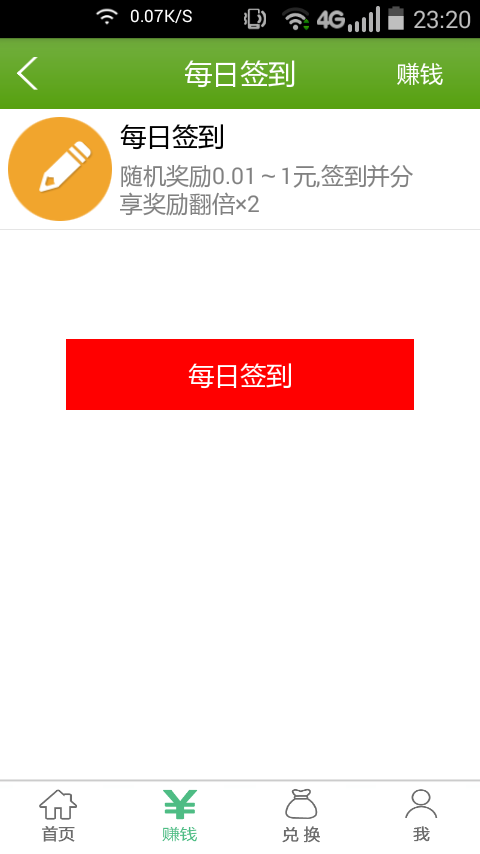 0.07K/S 4G 23:20
每日签到 赚钱
每日签到
随机奖励0.01～1元,签到并分
享奖励翻倍×2
每日签到
首页 赚钱 兑换 我